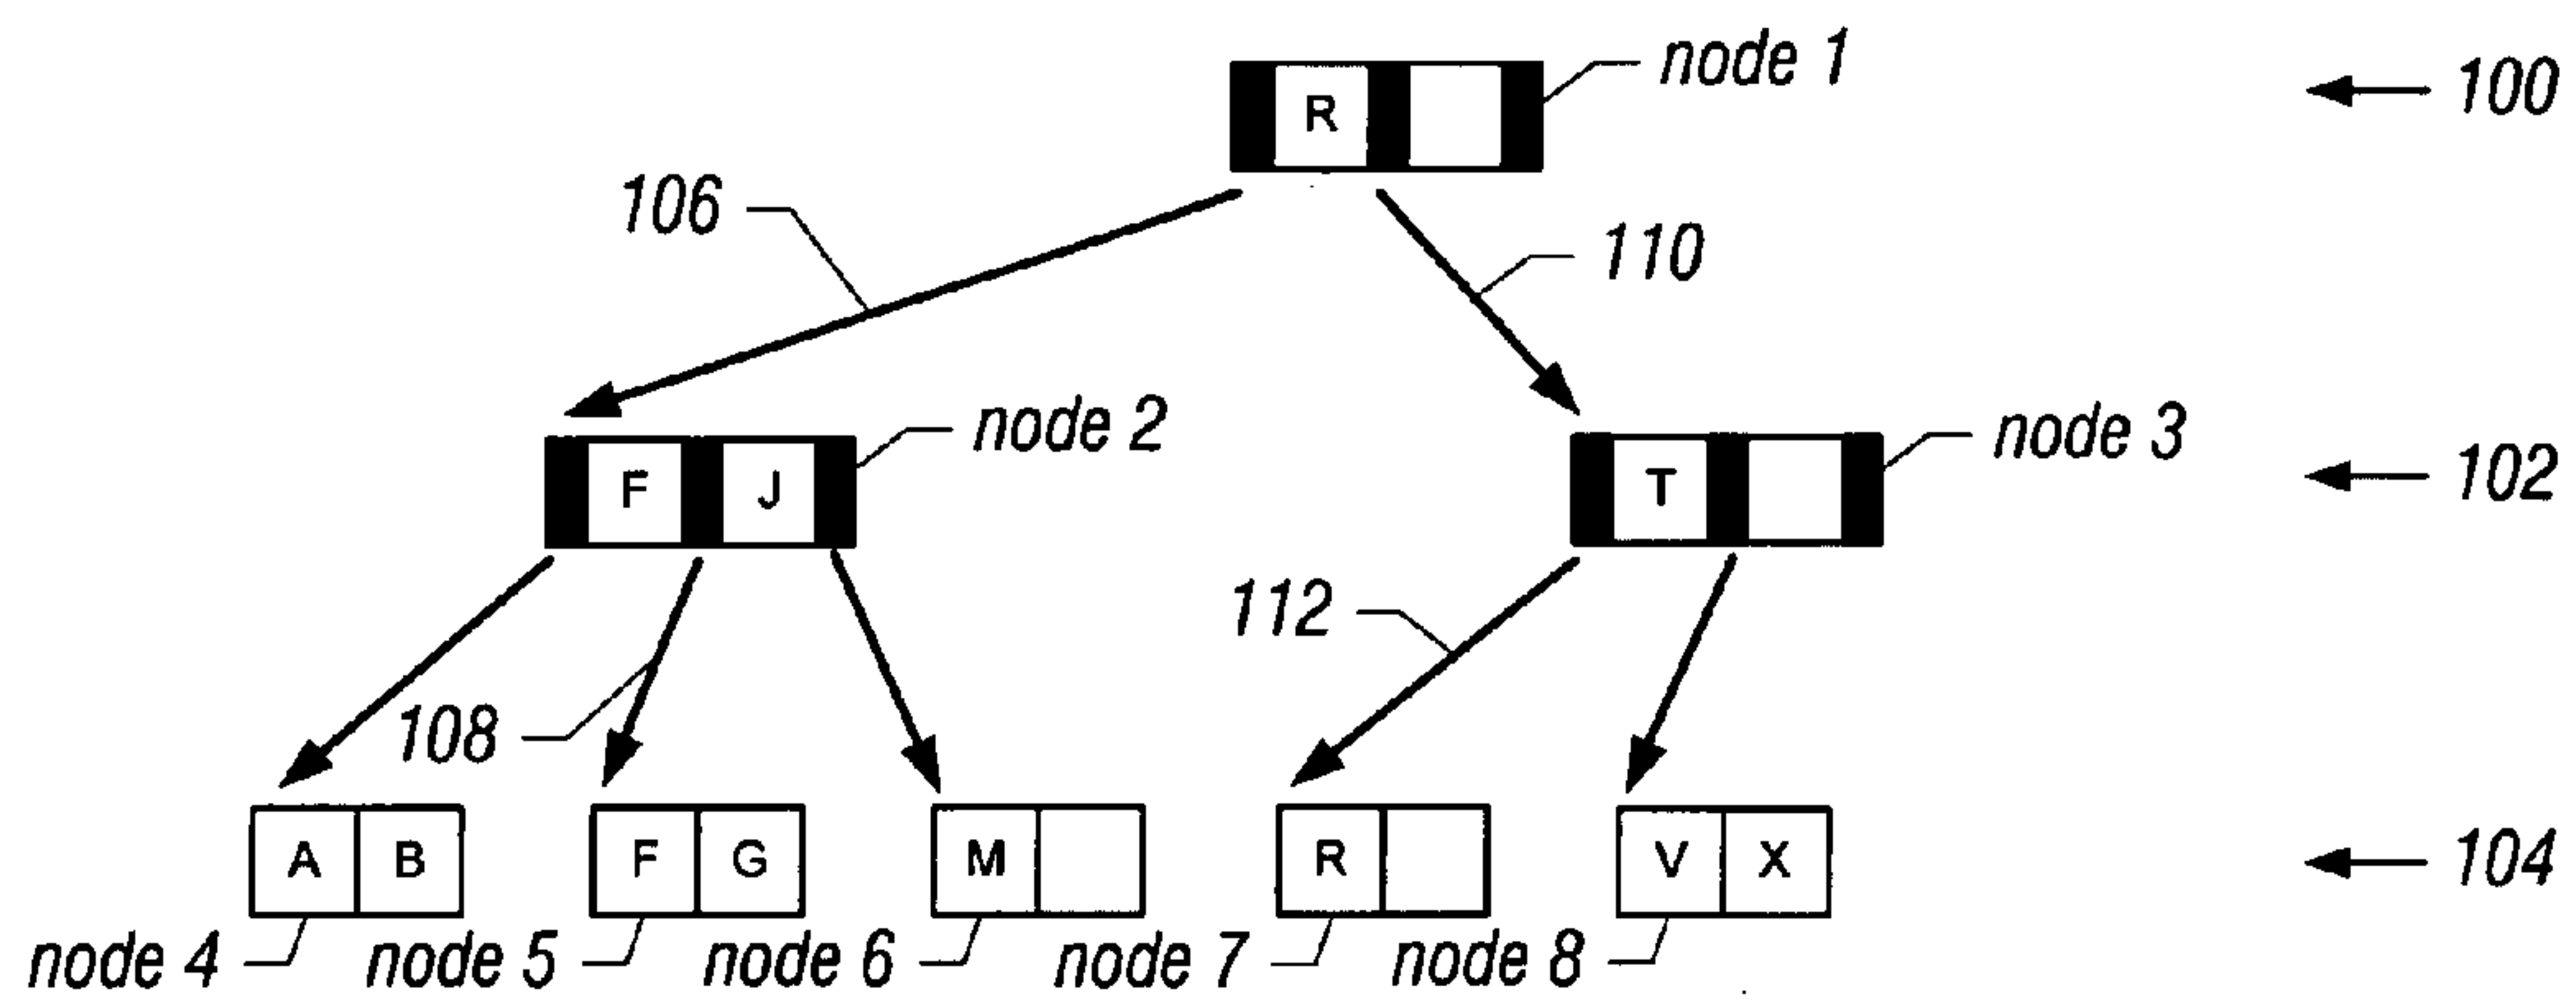 node 1
100
R
106
110
node 2
node 3
102
F J
T
112
108
A B
F G
M
R
V X
104
node 4
node 5
node 6
node 7
node 8